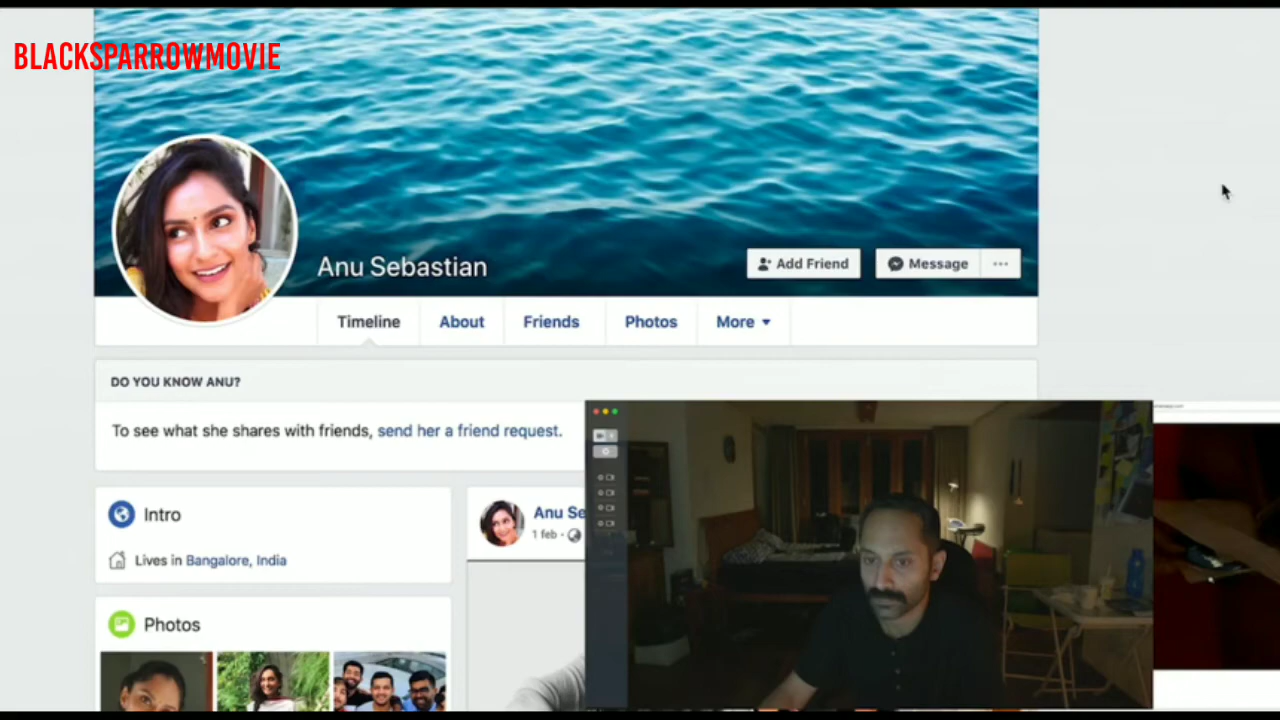 BLACKSPARROWMOVIE
Anu Sebastian
Add Friend
Message
Timeline
About
Friends
Photos
More
DO YOU KNOW ANU?
To see what she shares with friends, send her a friend request.
Intro
Lives in Bangalore, India
Anu Se
1 feb
Photos